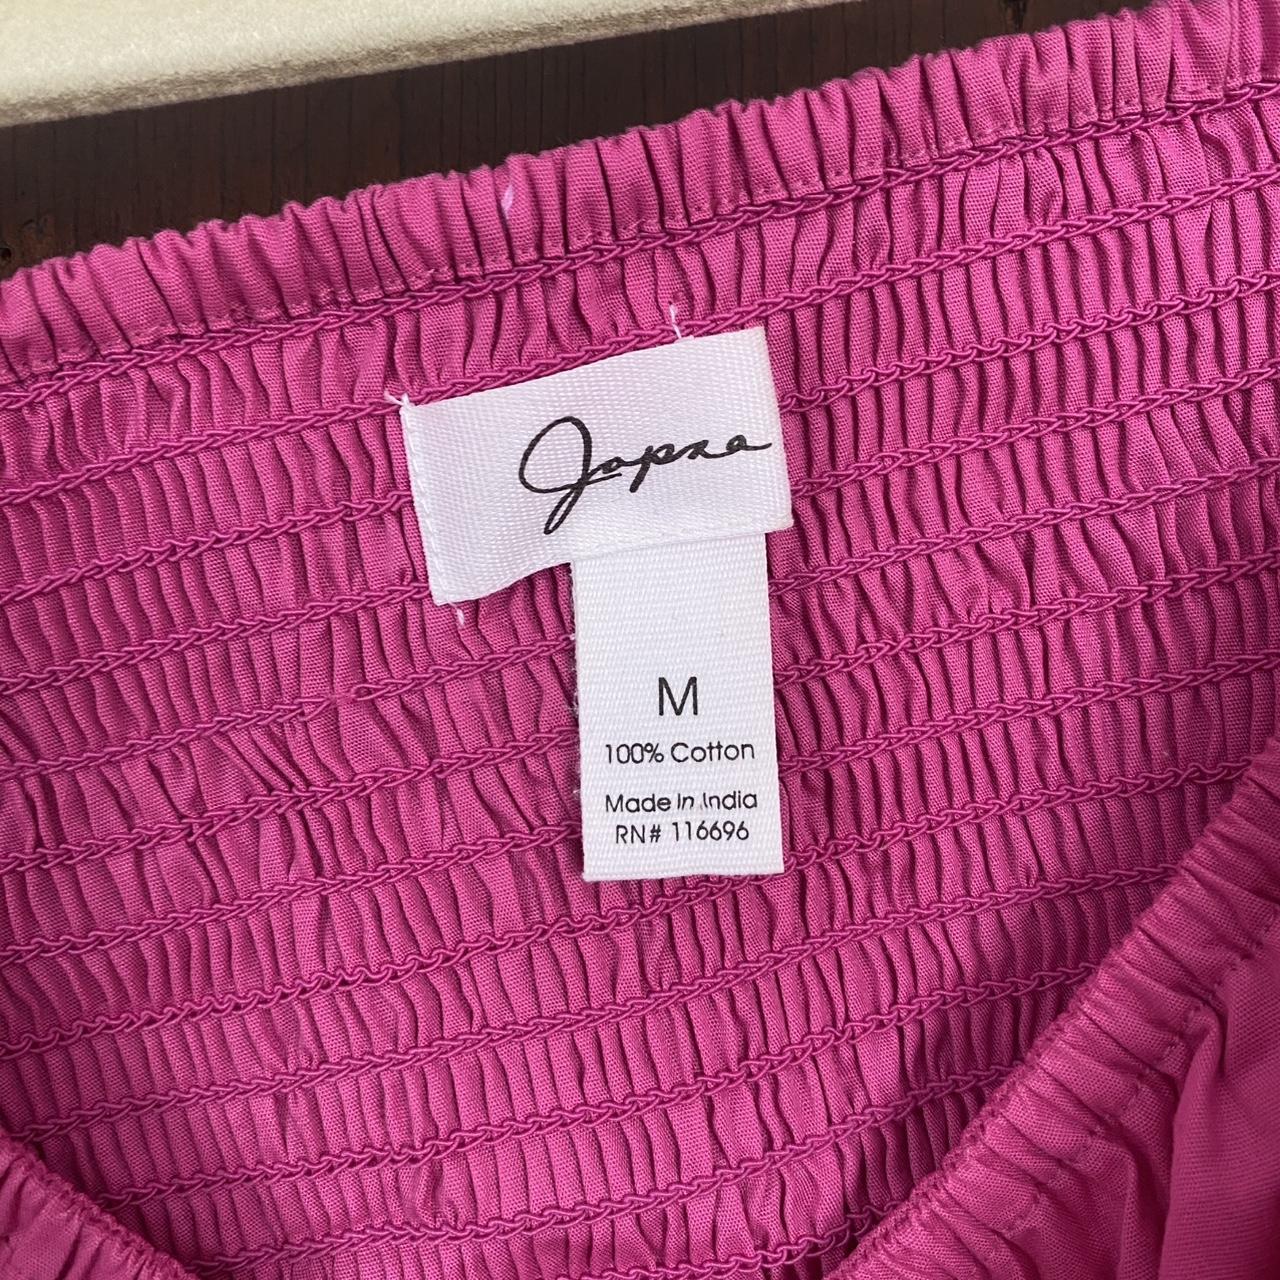 Japna
M
100% Cotton
Made In India
RN# 116696